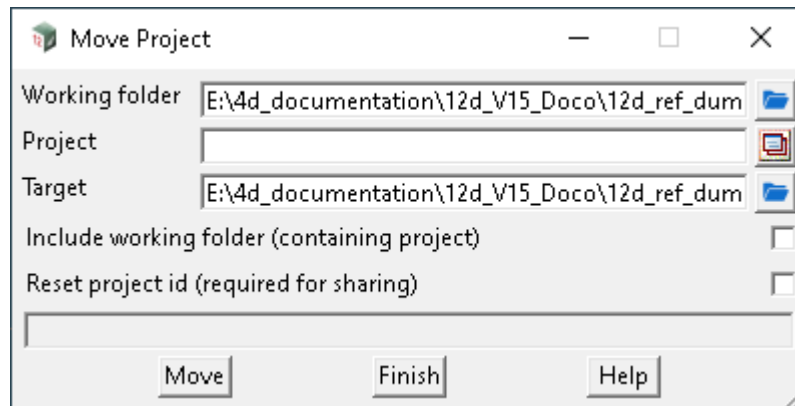 Move Project
Working folder E:\4d_documentation\12d_V15_Doco\12d_ref_dum
Project
Target E:\4d_documentation\12d_V15_Doco\12d_ref_dum
Include working folder (containing project)
Reset project id (required for sharing)
Move Finish Help